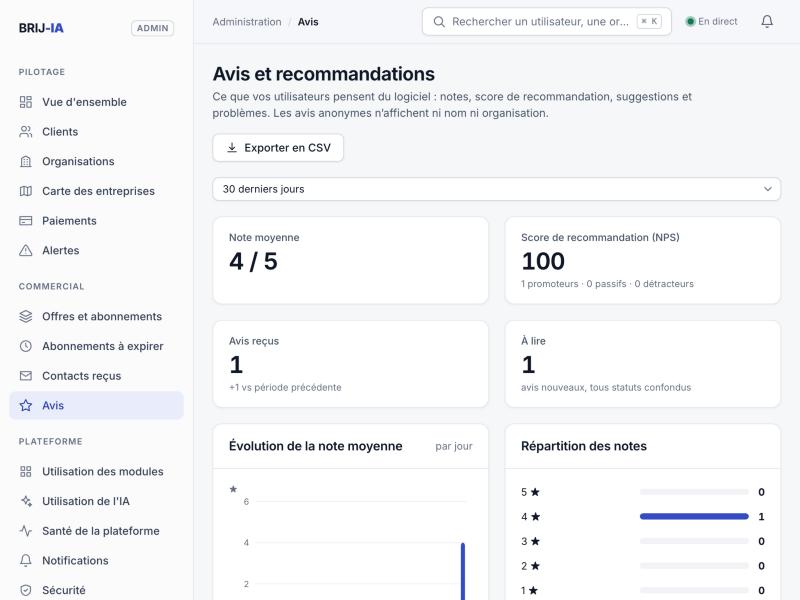 BRIJ-IA
ADMIN
PILOTAGE
Vue d'ensemble
Clients
Organisations
Carte des entreprises
Paiements
Alertes
COMMERCIAL
Offres et abonnements
Abonnements à expirer
Contacts reçus
Avis
PLATEFORME
Utilisation des modules
Utilisation de l'IA
Santé de la plateforme
Notifications
Sécurité
Administration / Avis
Rechercher un utilisateur, une or... ⌘ K
En direct
Avis et recommandations
Ce que vos utilisateurs pensent du logiciel : notes, score de recommandation, suggestions et
problèmes. Les avis anonymes n'affichent ni nom ni organisation.
Exporter en CSV
30 derniers jours
Note moyenne
4 / 5
Score de recommandation (NPS)
100
1 promoteurs · 0 passifs · 0 détracteurs
Avis reçus
1
+1 vs période précédente
À lire
1
avis nouveaux, tous statuts confondus
Évolution de la note moyenne
par jour
★
6
4
2
Répartition des notes
5 ★ 0
4 ★ 1
3 ★ 0
2 ★ 0
1 ★ 0